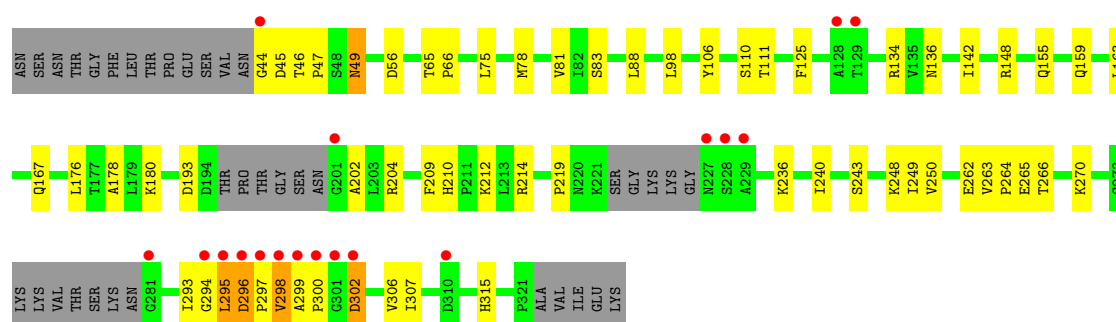 ASN SER ASN THR GLY PHE LEU THR PRO GLU SER VAL ASN G44 D45 T46 P47 S48 N49 D56 T65 P66 L75 M78 V81 I82 S83 L88 L98 Y106 S110 T111 F125 A128 T129 R134 V135 N136 I142 R148 Q155 Q159
Q167 L176 T177 A178 L179 K180 D193 D194 THR PRO THR GLY SER ASN G201 A202 L203 R204 F209 H210 P211 K212 L213 R214 P219 N220 K221 SER GLY LYS LYS GLY N227 S228 A229 K236 I240 S243 K248 I249 V250 E262 V263 P264 E265 T266 K270
LYS LYS VAL THR SER LYS ASN G281 I293 G294 L295 D296 P297 V298 A299 P300 G301 D302 V306 I307 D310 H315 P321 ALA VAL ILE GLU LYS